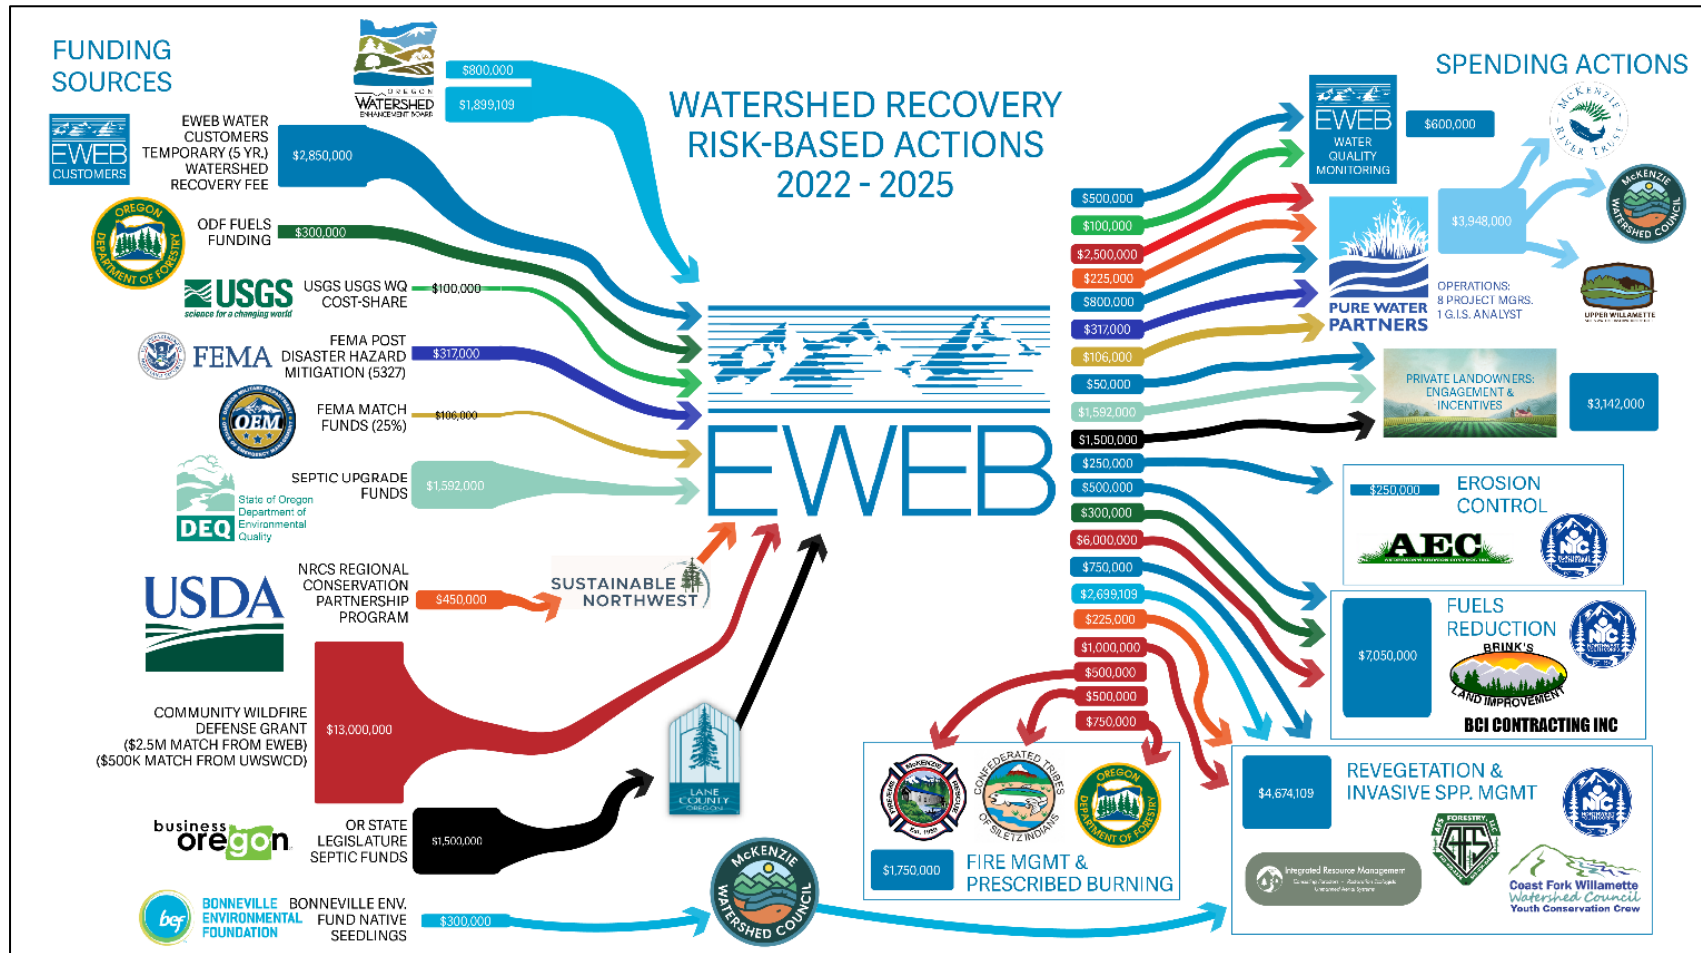 FUNDING
SOURCES
OREGON
WATERSHED
ENHANCEMENT BOARD
$800,000
$1,899,109
WATERSHED RECOVERY
RISK-BASED ACTIONS
2022 - 2025
SPENDING ACTIONS
EWEB
CUSTOMERS
EWEB WATER
CUSTOMERS
TEMPORARY (5 YR.)
WATERSHED
RECOVERY FEE
$2,850,000
OREGON
DEPARTMENT OF FORESTRY
ODF FUELS
FUNDING
$300,000
USGS
science for a changing world
USGS USGS WQ
COST-SHARE
$100,000
FEMA
FEMA POST
DISASTER HAZARD
MITIGATION (5327)
$317,000
OEM
FEMA MATCH
FUNDS (25%)
$106,000
DEQ
State of Oregon
Department of
Environmental
Quality
SEPTIC UPGRADE
FUNDS
$1,592,000
USDA
NRCS REGIONAL
CONSERVATION
PARTNERSHIP
PROGRAM
$450,000
SUSTAINABLE
NORTHWEST
COMMUNITY WILDFIRE
DEFENSE GRANT
($2.5M MATCH FROM EWEB)
($500K MATCH FROM UWSWCD)
$13,000,000
business
oregon
OR STATE
LEGISLATURE
SEPTIC FUNDS
$1,500,000
LANE
COUNTY
OREGON
bef
BONNEVILLE
ENVIRONMENTAL
FOUNDATION
BONNEVILLE ENV.
FUND NATIVE
SEEDLINGS
$300,000
MCKENZIE
WATERSHED COUNCIL
EWEB
$500,000
$100,000
$2,500,000
$225,000
$800,000
$317,000
$106,000
$50,000
$1,592,000
$1,500,000
$250,000
$500,000
$300,000
$6,000,000
$750,000
$2,699,109
$225,000
$1,000,000
$500,000
$500,000
$750,000
EWEB
WATER
QUALITY
MONITORING
$600,000
MCKENZIE
RIVER TRUST
PURE WATER
PARTNERS
$3,948,000
OPERATIONS:
8 PROJECT MGRS.
1 G.I.S. ANALYST
MCKENZIE
WATERSHED COUNCIL
UPPER WILLAMETTE
PRIVATE LANDOWNERS:
ENGAGEMENT &
INCENTIVES
$3,142,000
$250,000
EROSION
CONTROL
AEC
NYC
$7,050,000
FUELS
REDUCTION
NYC
BRINK'S
LAND IMPROVEMENT
BCI CONTRACTING INC
$4,674,109
REVEGETATION &
INVASIVE SPP. MGMT
NYC
Integrated Resource Management
AFS FORESTRY, LLC
AFS
Coast Fork Willamette
Watershed Council
Youth Conservation Crew
MCKENZIE
FIRE/EMS
RESCUE
CONFEDERATED TRIBES
OF SILETZ INDIANS
OREGON
DEPARTMENT OF FORESTRY
$1,750,000
FIRE MGMT &
PRESCRIBED BURNING